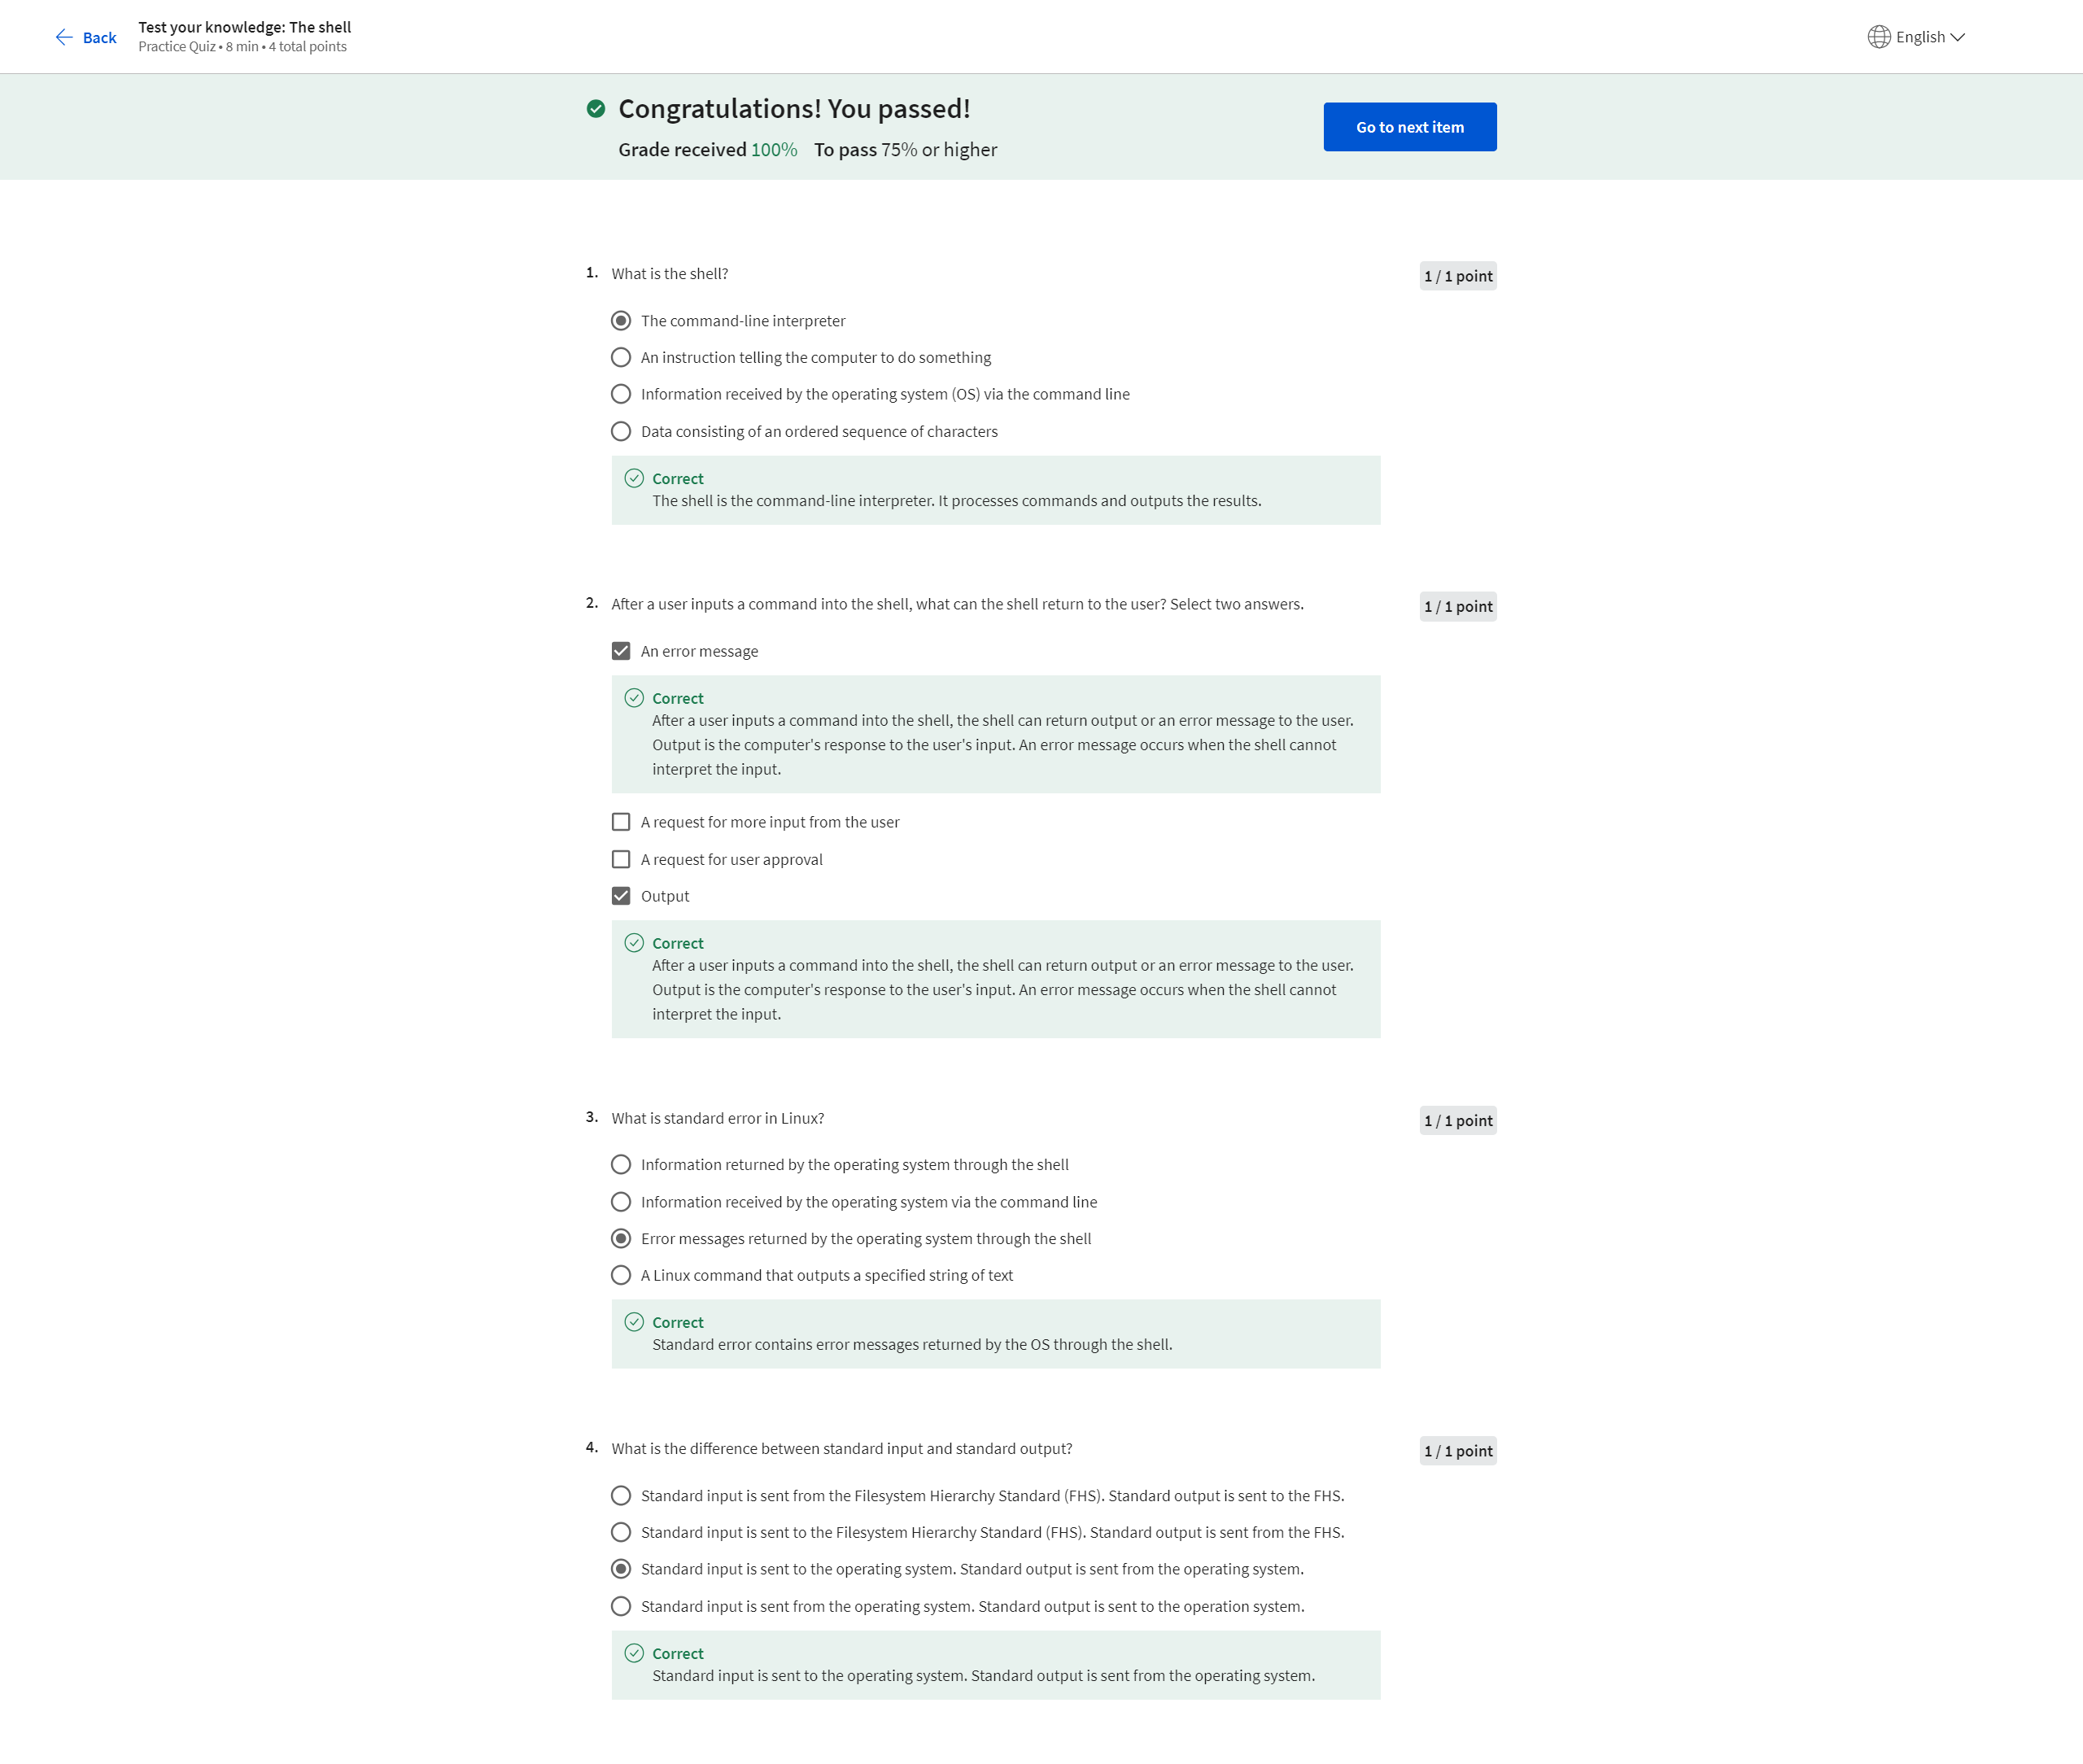 Back
Test your knowledge: The shell
Practice Quiz • 8 min • 4 total points
English
Congratulations! You passed!
Grade received 100% To pass 75% or higher
Go to next item
1. What is the shell?
1 / 1 point
The command-line interpreter
An instruction telling the computer to do something
Information received by the operating system (OS) via the command line
Data consisting of an ordered sequence of characters
Correct
The shell is the command-line interpreter. It processes commands and outputs the results.
2. After a user inputs a command into the shell, what can the shell return to the user? Select two answers.
1 / 1 point
An error message
Correct
After a user inputs a command into the shell, the shell can return output or an error message to the user.
Output is the computer's response to the user's input. An error message occurs when the shell cannot
interpret the input.
A request for more input from the user
A request for user approval
Output
Correct
After a user inputs a command into the shell, the shell can return output or an error message to the user.
Output is the computer's response to the user's input. An error message occurs when the shell cannot
interpret the input.
3. What is standard error in Linux?
1 / 1 point
Information returned by the operating system through the shell
Information received by the operating system via the command line
Error messages returned by the operating system through the shell
A Linux command that outputs a specified string of text
Correct
Standard error contains error messages returned by the OS through the shell.
4. What is the difference between standard input and standard output?
1 / 1 point
Standard input is sent from the Filesystem Hierarchy Standard (FHS). Standard output is sent to the FHS.
Standard input is sent to the Filesystem Hierarchy Standard (FHS). Standard output is sent from the FHS.
Standard input is sent to the operating system. Standard output is sent from the operating system.
Standard input is sent from the operating system. Standard output is sent to the operation system.
Correct
Standard input is sent to the operating system. Standard output is sent from the operating system.